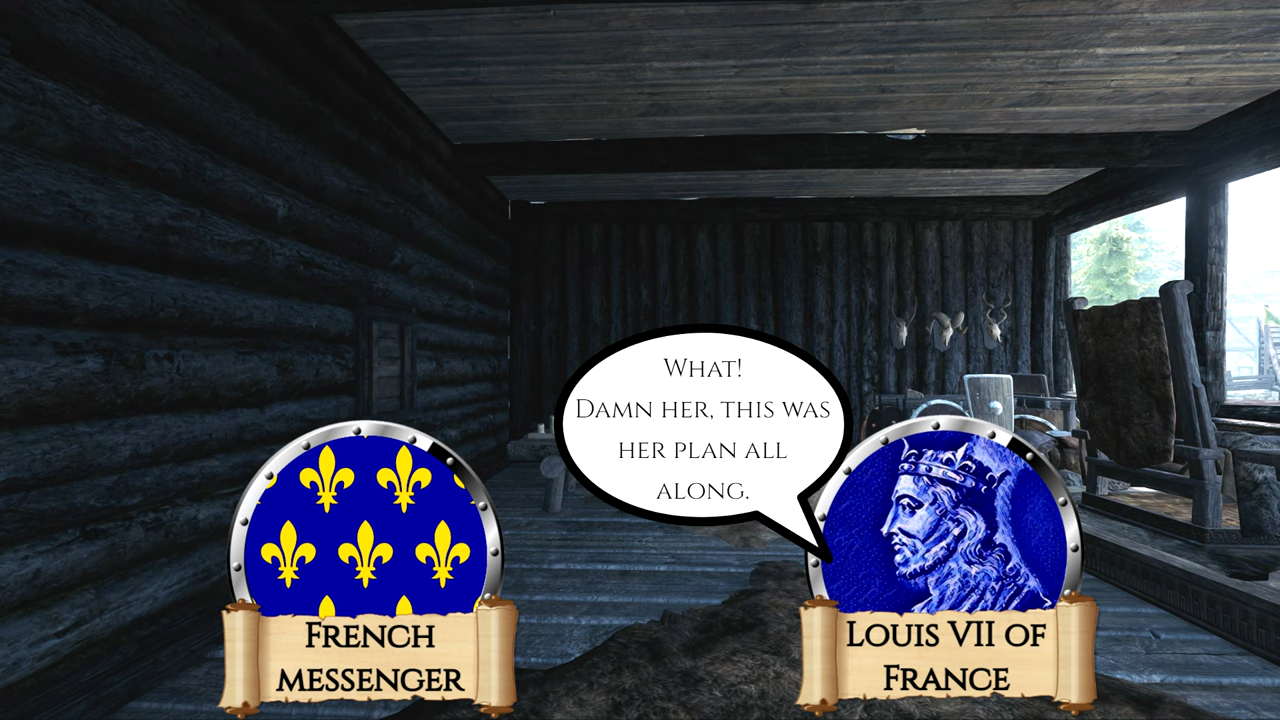 What!
Damn her, this was
her plan all
along.
French
messenger
Louis VII of
France